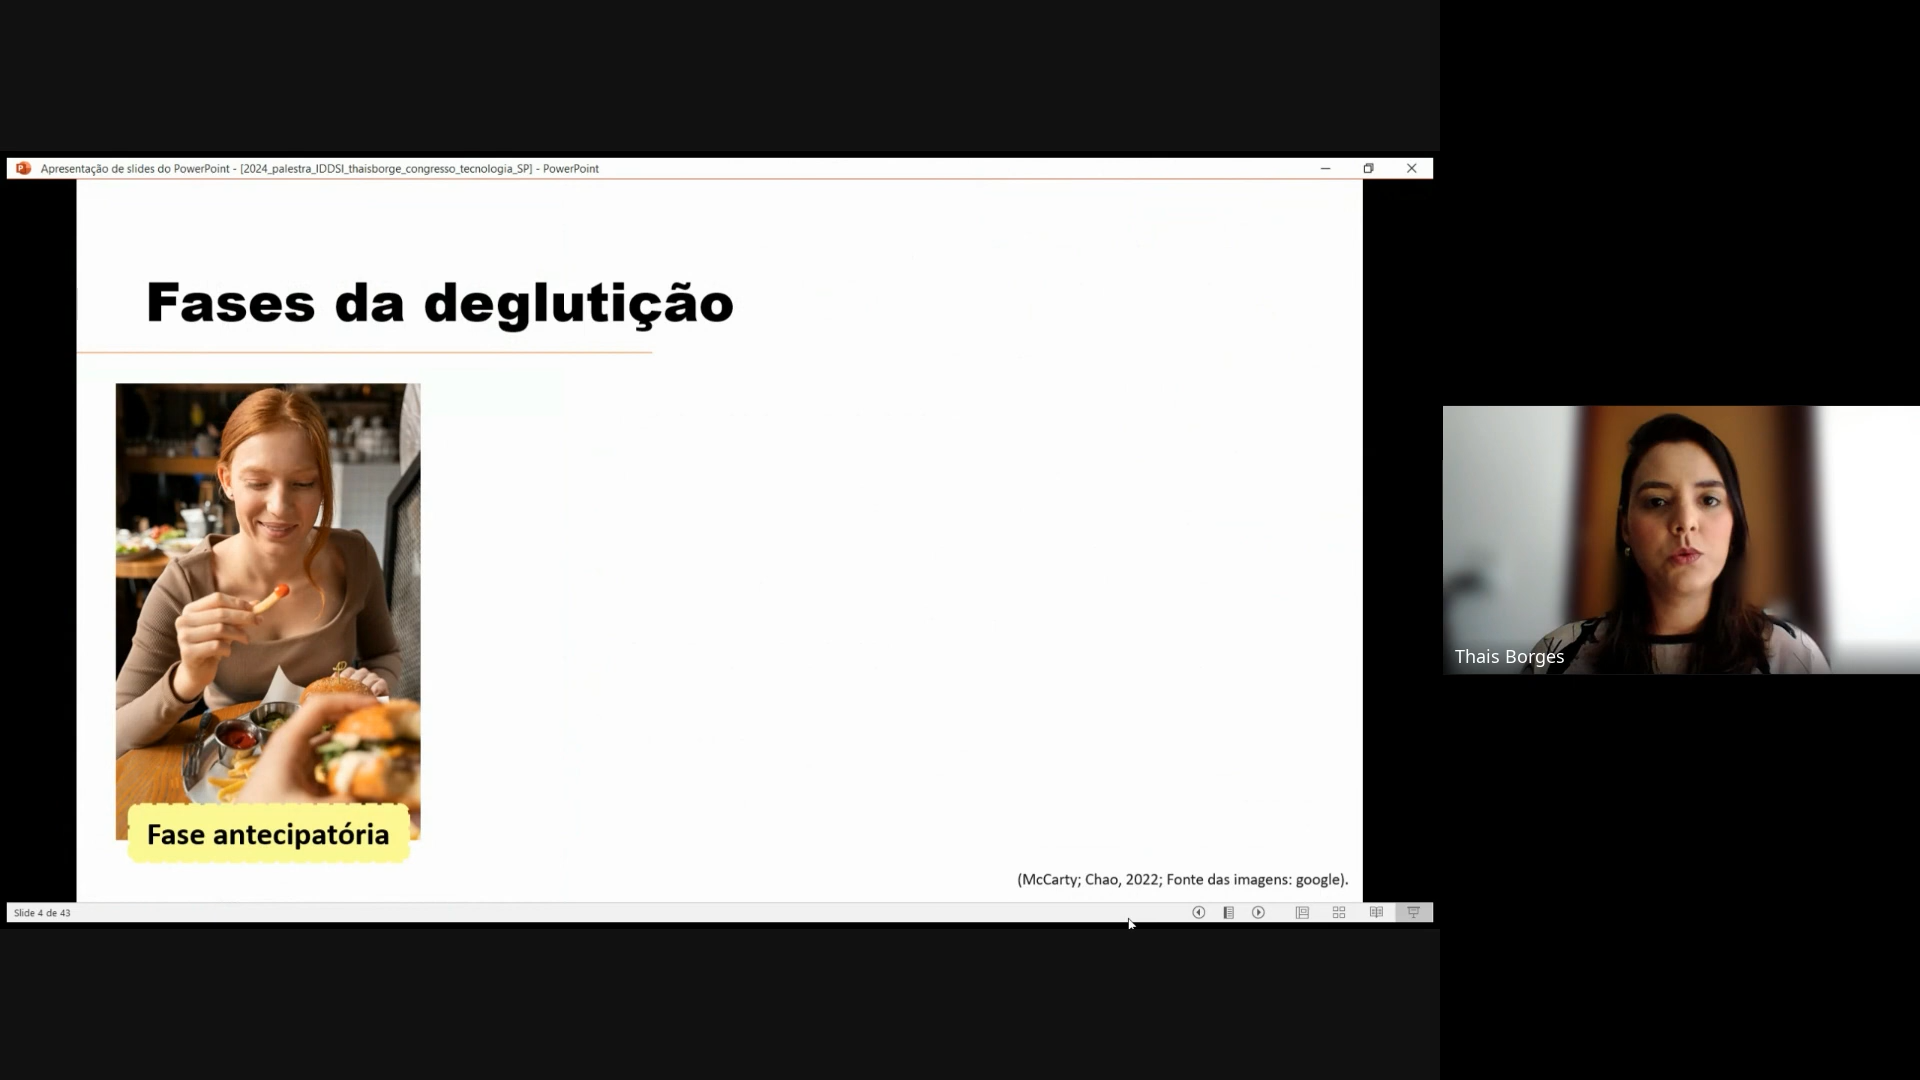 Apresentação de slides do PowerPoint - [2024_palestra_IDDSI_thaisborge_congresso_tecnologia_SP] - PowerPoint
Fases da deglutição
Fase antecipatória
(McCarty; Chao, 2022; Fonte das imagens: google).
Slide 4 de 43
Thais Borges